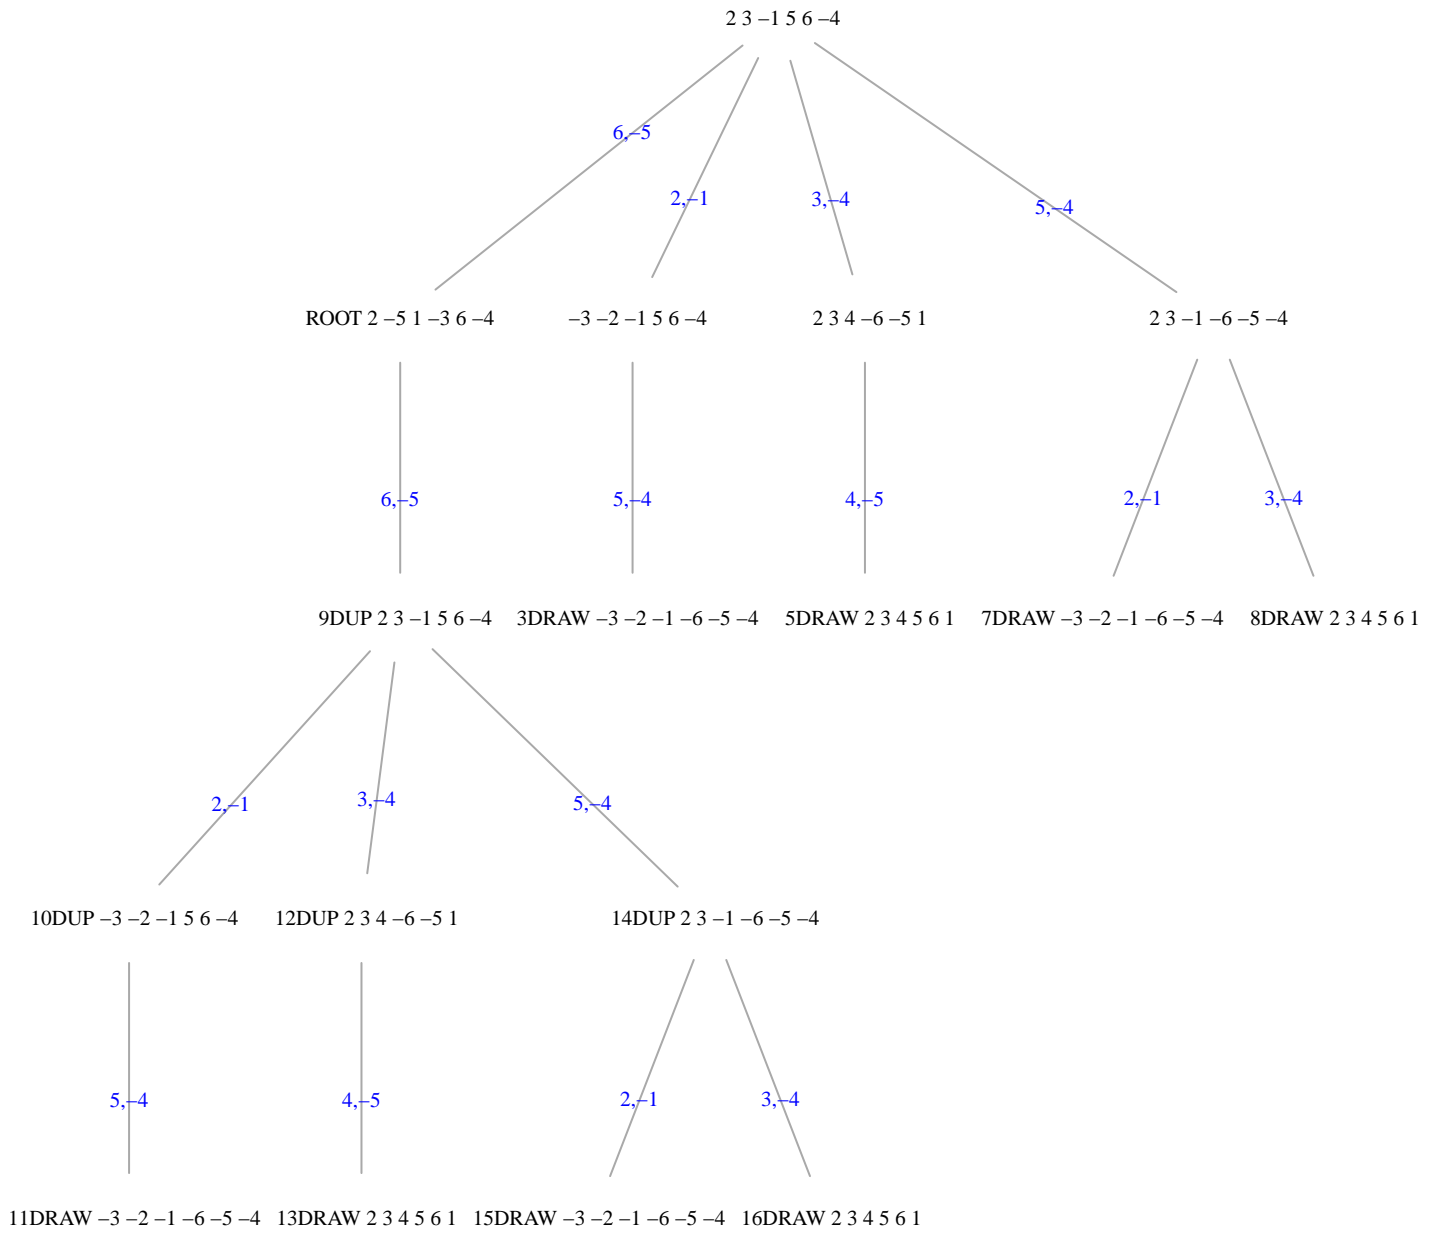 2 3 –1 5 6 –4
6,–5
2,–1
3,–4
5,–4
ROOT 2 –5 1 –3 6 –4
–3 –2 –1 5 6 –4
2 3 4 –6 –5 1
2 3 –1 –6 –5 –4
6,–5
5,–4
4,–5
2,–1
3,–4
9DUP 2 3 –1 5 6 –4
3DRAW –3 –2 –1 –6 –5 –4
5DRAW 2 3 4 5 6 1
7DRAW –3 –2 –1 –6 –5 –4
8DRAW 2 3 4 5 6 1
2,–1
3,–4
5,–4
10DUP –3 –2 –1 5 6 –4
12DUP 2 3 4 –6 –5 1
14DUP 2 3 –1 –6 –5 –4
5,–4
4,–5
2,–1
3,–4
11DRAW –3 –2 –1 –6 –5 –4
13DRAW 2 3 4 5 6 1
15DRAW –3 –2 –1 –6 –5 –4
16DRAW 2 3 4 5 6 1